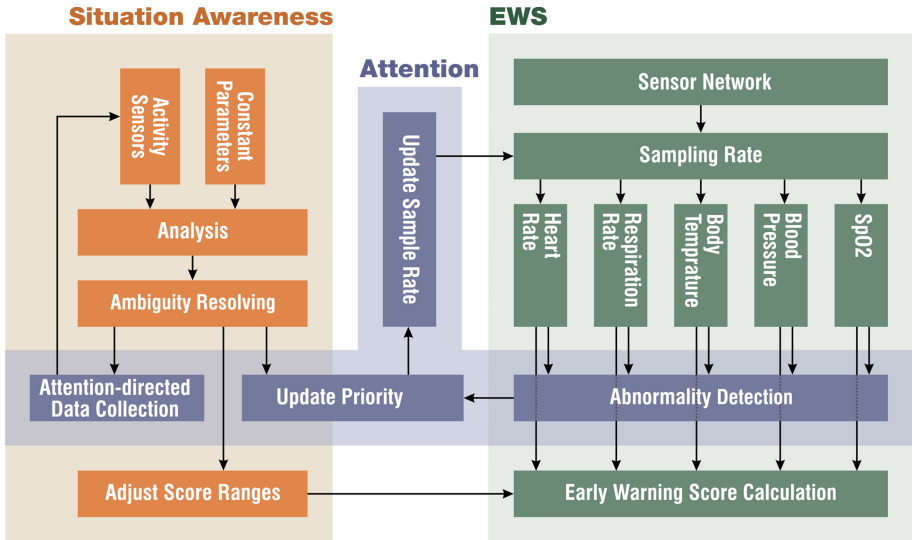 Situation Awareness
EWS
Attention
Activity
Sensors
Constant
Parameters
Analysis
Ambiguity Resolving
Attention-directed
Data Collection
Adjust Score Ranges
Update Sample Rate
Update Priority
Sensor Network
Sampling Rate
Heart
Rate
Respiration
Rate
Body
Temprature
Blood
Pressure
SpO2
Abnormality Detection
Early Warning Score Calculation